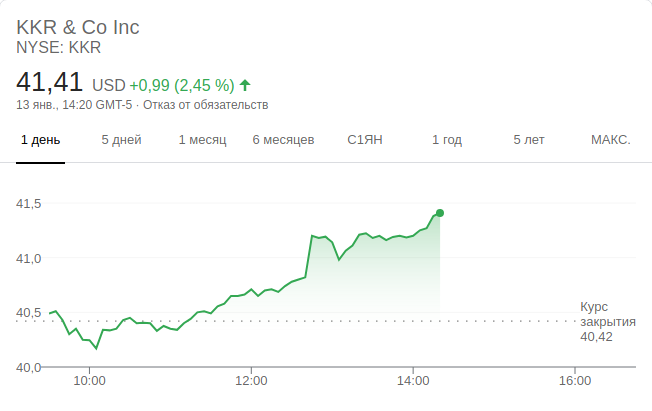 KKR & Co Inc
NYSE: KKR
41,41 USD +0,99 (2,45 %)
13 янв., 14:20 GMT-5 · Отказ от обязательств
1 день 5 дней 1 месяц 6 месяцев С1ЯН 1 год 5 лет МАКС.
41,5
41,0
40,5
Курс
закрытия
40,42
40,0
10:00 12:00 14:00 16:00